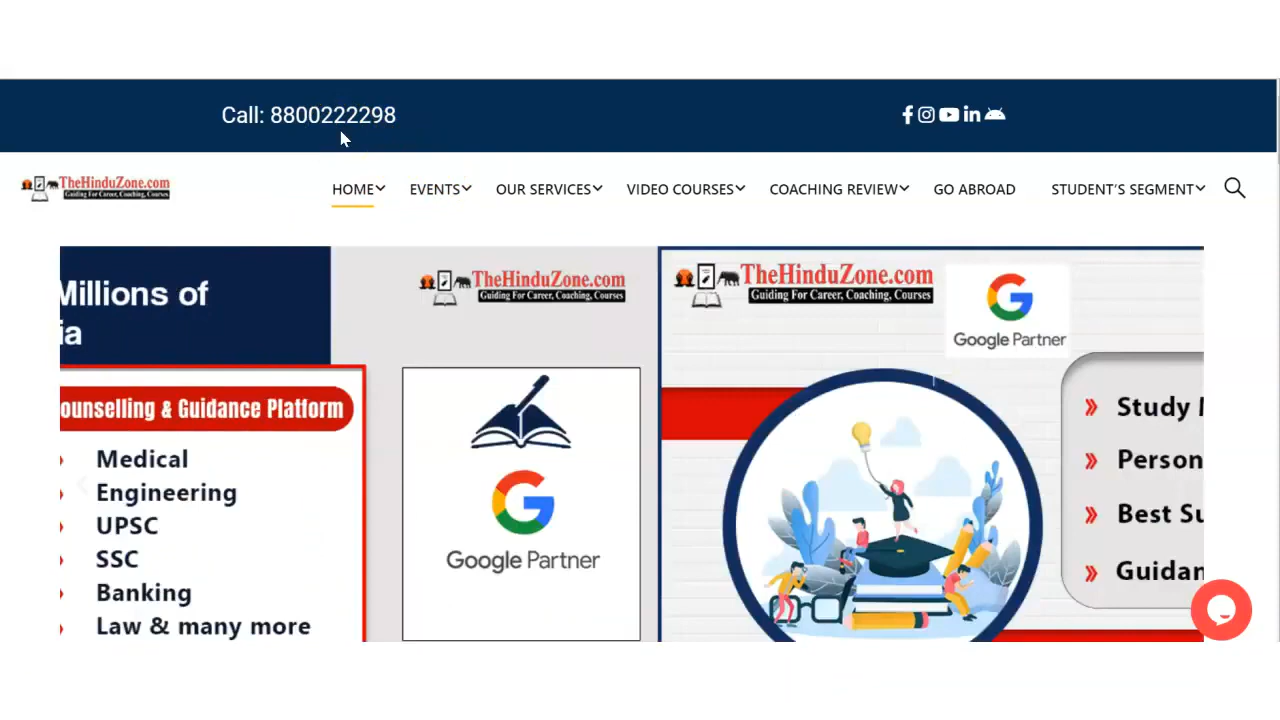 Call: 8800222298
TheHinduZone.com
Guiding For Career, Coaching, Courses
HOME EVENTS OUR SERVICES VIDEO COURSES COACHING REVIEW GO ABROAD STUDENT'S SEGMENT
Millions of
ia
ounselling & Guidance Platform
Medical
Engineering
UPSC
SSC
Banking
Law & many more
TheHinduZone.com
Guiding For Career, Coaching, Courses
Google Partner
TheHinduZone.com
Guiding For Career, Coaching, Courses
Google Partner
Study
Person
Best Su
Guidan